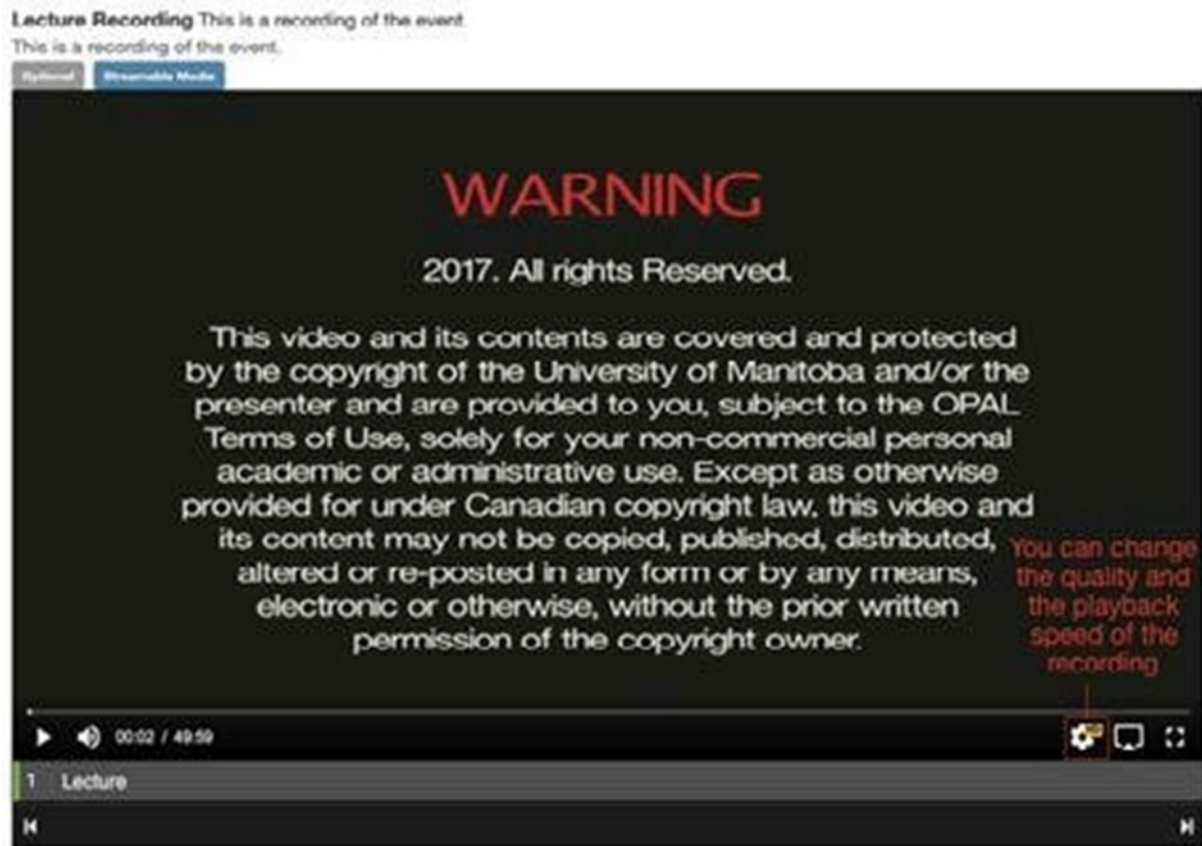 Lecture Recording This is a recording of the event
This is a recording of the event.
Optional Streamable Media
WARNING
2017. All rights Reserved.
This video and its contents are covered and protected
by the copyright of the University of Manitoba and/or the
presenter and are provided to you, subject to the OPAL
Terms of Use, solely for your non-commercial personal
academic or administrative use. Except as otherwise
provided for under Canadian copyright law, this video and
its content may not be copied, published, distributed,
altered or re-posted in any form or by any means,
electronic or otherwise, without the prior written
permission of the copyright owner.
You can change
the quality and
the playback
speed of the
recording
00:02 / 49:59
1 Lecture